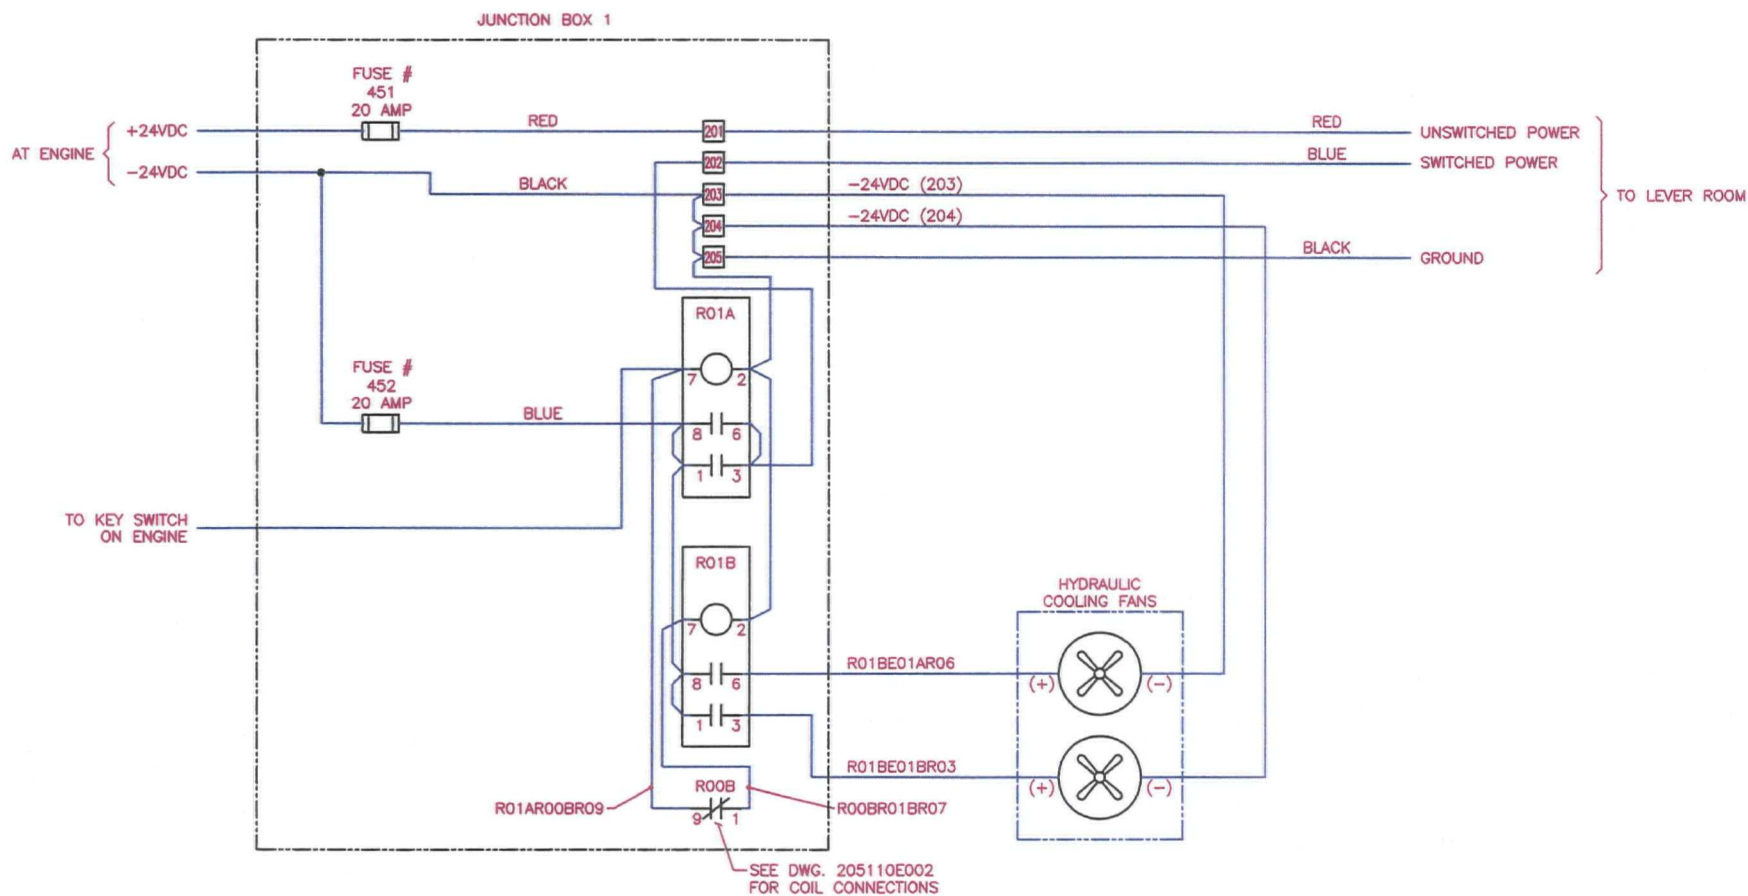 JUNCTION BOX 1
FUSE #
451
20 AMP
AT ENGINE
+24VDC
-24VDC
RED
BLACK
201
202
203
204
205
RED
UNSWITCHED POWER
BLUE
SWITCHED POWER
-24VDC (203)
-24VDC (204)
BLACK
GROUND
TO LEVER ROOM
R01A
7
2
FUSE #
452
20 AMP
BLUE
8
6
1
3
TO KEY SWITCH
ON ENGINE
R01B
7
2
8
6
1
3
HYDRAULIC
COOLING FANS
R01BE01AR06
(+)
(-)
R01BE01BR03
(+)
(-)
R00B
9
1
R01AR00BR09
R00BR01BR07
SEE DWG. 205110E002
FOR COIL CONNECTIONS